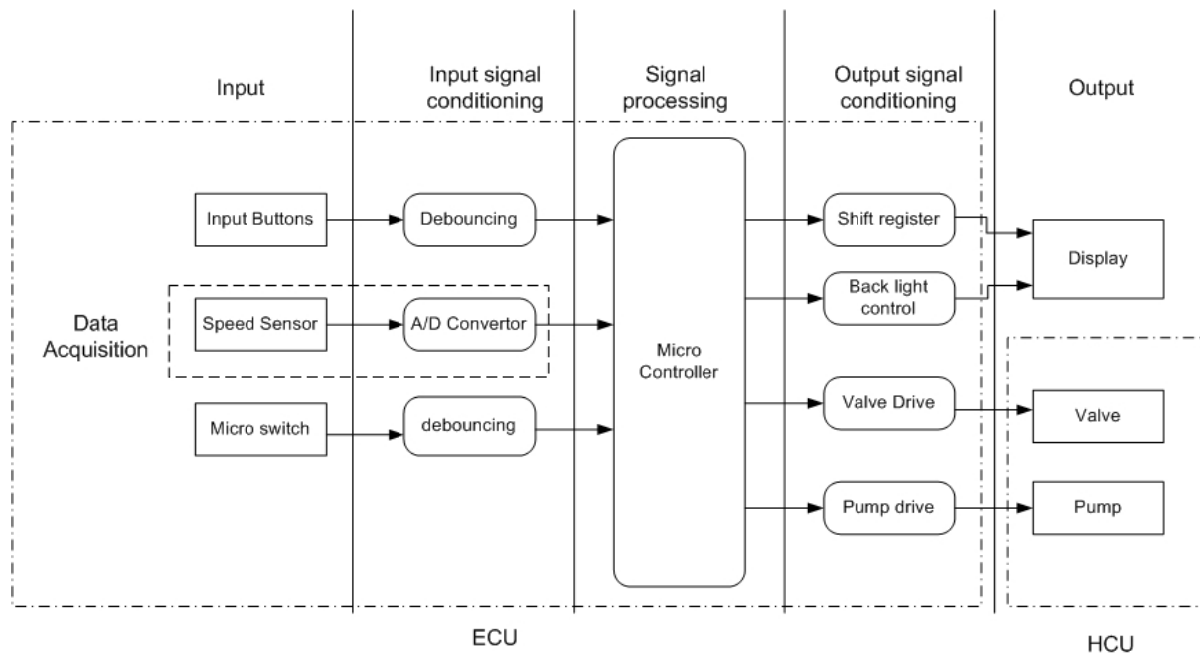 Input
Input signal
conditioning
Signal
processing
Output signal
conditioning
Output
Data
Acquisition
Input Buttons
Debouncing
Speed Sensor
A/D Convertor
Micro switch
debouncing
Micro
Controller
Shift register
Back light
control
Valve Drive
Pump drive
Display
Valve
Pump
ECU
HCU